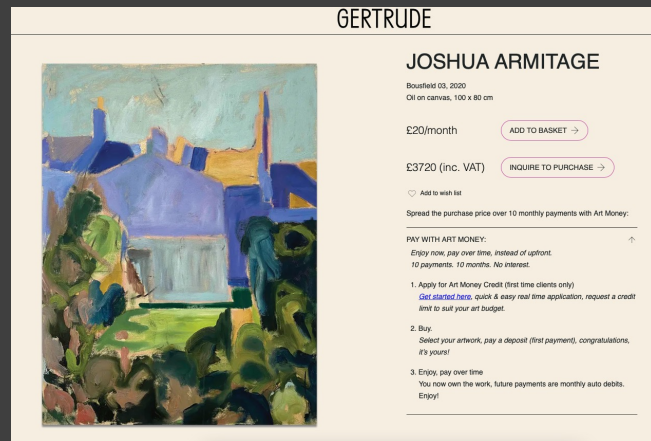 GERTRUDE
JOSHUA ARMITAGE
Bousfield 03, 2020
Oil on canvas, 100 x 80 cm
£20/month
ADD TO BASKET →
£3720 (inc. VAT)
INQUIRE TO PURCHASE →
Add to wish list
Spread the purchase price over 10 monthly payments with Art Money:
PAY WITH ART MONEY:
Enjoy now, pay over time, instead of upfront.
10 payments. 10 months. No interest.
1. Apply for Art Money Credit (first time clients only)
Get started here, quick & easy real time application, request a credit
limit to suit your art budget.
2. Buy.
Select your artwork, pay a deposit (first payment), congratulations,
it's yours!
3. Enjoy, pay over time
You now own the work, future payments are monthly auto debits.
Enjoy!